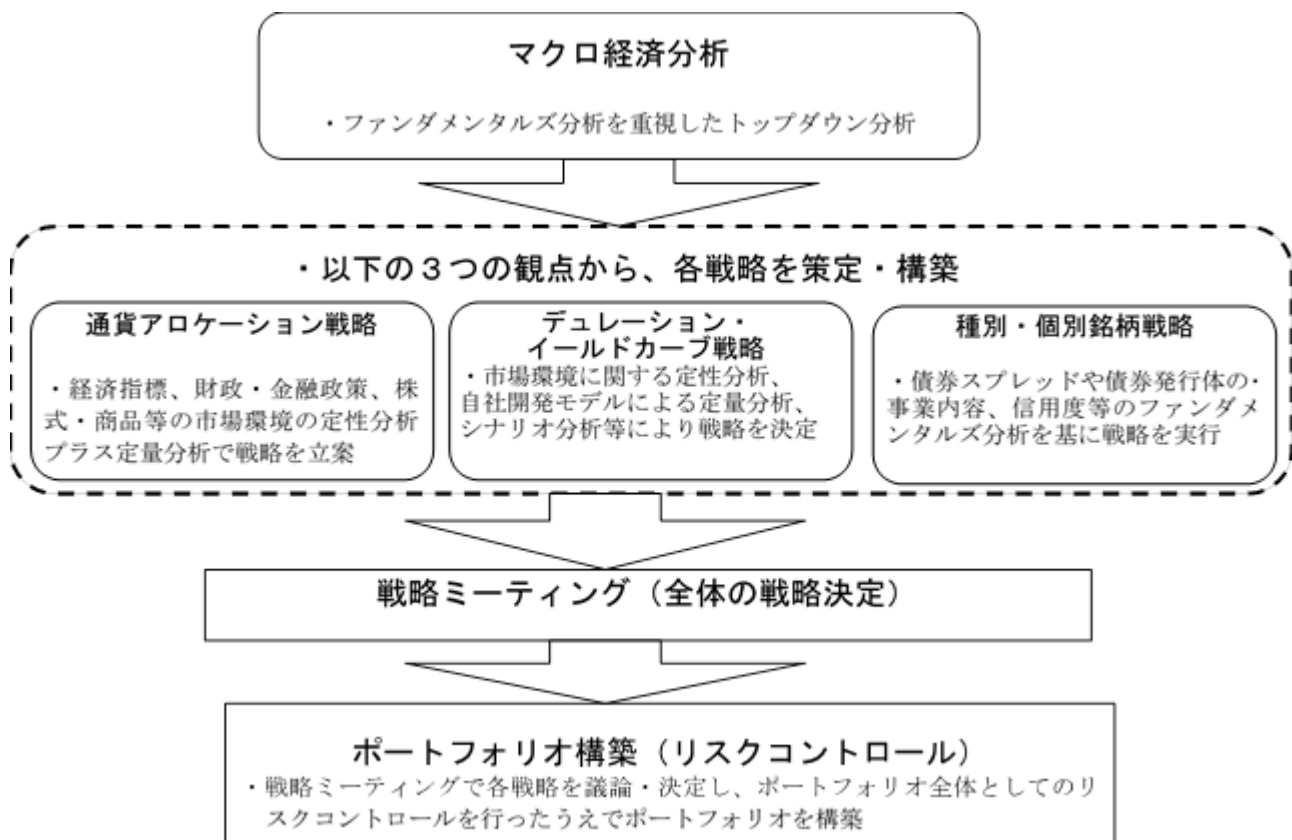 マクロ経済分析
・ファンダメンタルズ分析を重視したトップダウン分析
・以下の３つの観点から、各戦略を策定・構築
通貨アロケーション戦略
・経済指標、財政・金融政策、株
式・商品等の市場環境の定性分析
プラス定量分析で戦略を立案
デュレーション・
イールドカーブ戦略
・市場環境に関する定性分析、
自社開発モデルによる定量分析、
シナリオ分析等により戦略を決定
種別・個別銘柄戦略
・債券スプレッドや債券発行体の・
事業内容、信用度等のファンダメ
ンタルズ分析を基に戦略を実行
戦略ミーティング（全体の戦略決定）
ポートフォリオ構築（リスクコントロール）
・戦略ミーティングで各戦略を議論・決定し、ポートフォリオ全体としてのリ
スクコントロールを行ったうえでポートフォリオを構築